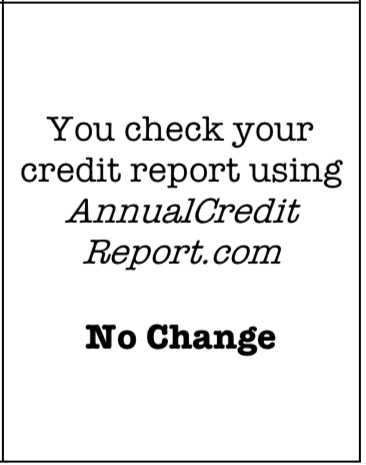 You check your
credit report using
AnnualCredit
Report.com
No Change